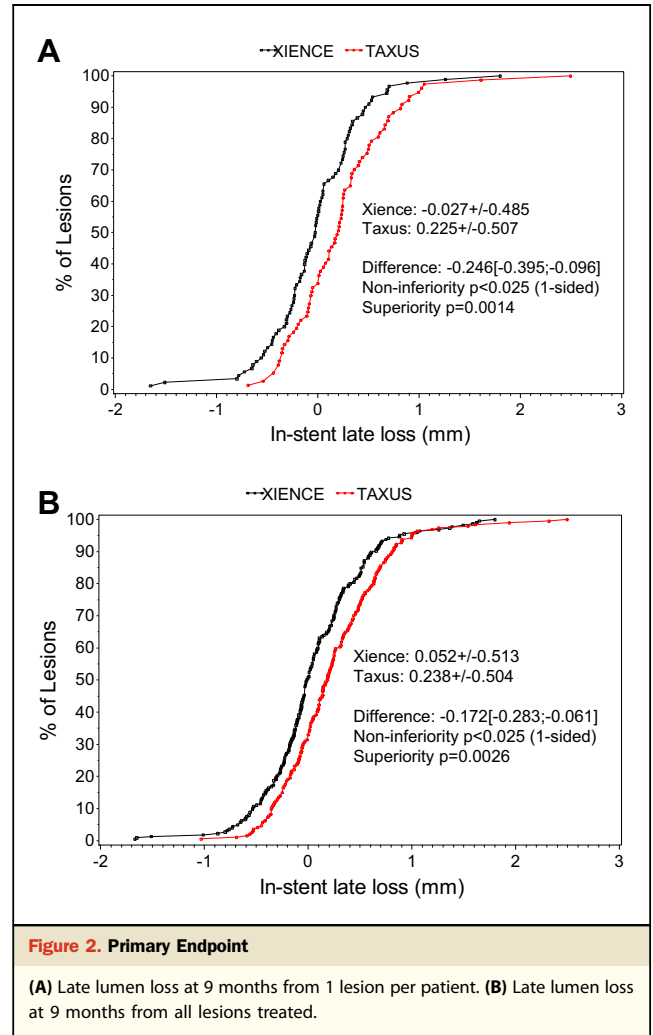 A
XIENCE TAXUS
100
90
80
70
60
50
40
30
20
10
0
% of Lesions
Xience: -0.027+/-0.485
Taxus: 0.225+/-0.507
Difference: -0.246[-0.395;-0.096]
Non-inferiority p<0.025 (1-sided)
Superiority p=0.0014
-2 -1 0 1 2 3
In-stent late loss (mm)
B
XIENCE TAXUS
100
90
80
70
60
50
40
30
20
10
0
% of Lesions
Xience: 0.052+/-0.513
Taxus: 0.238+/-0.504
Difference: -0.172[-0.283;-0.061]
Non-inferiority p<0.025 (1-sided)
Superiority p=0.0026
-2 -1 0 1 2 3
In-stent late loss (mm)
Figure 2. Primary Endpoint
(A) Late lumen loss at 9 months from 1 lesion per patient. (B) Late lumen loss
at 9 months from all lesions treated.